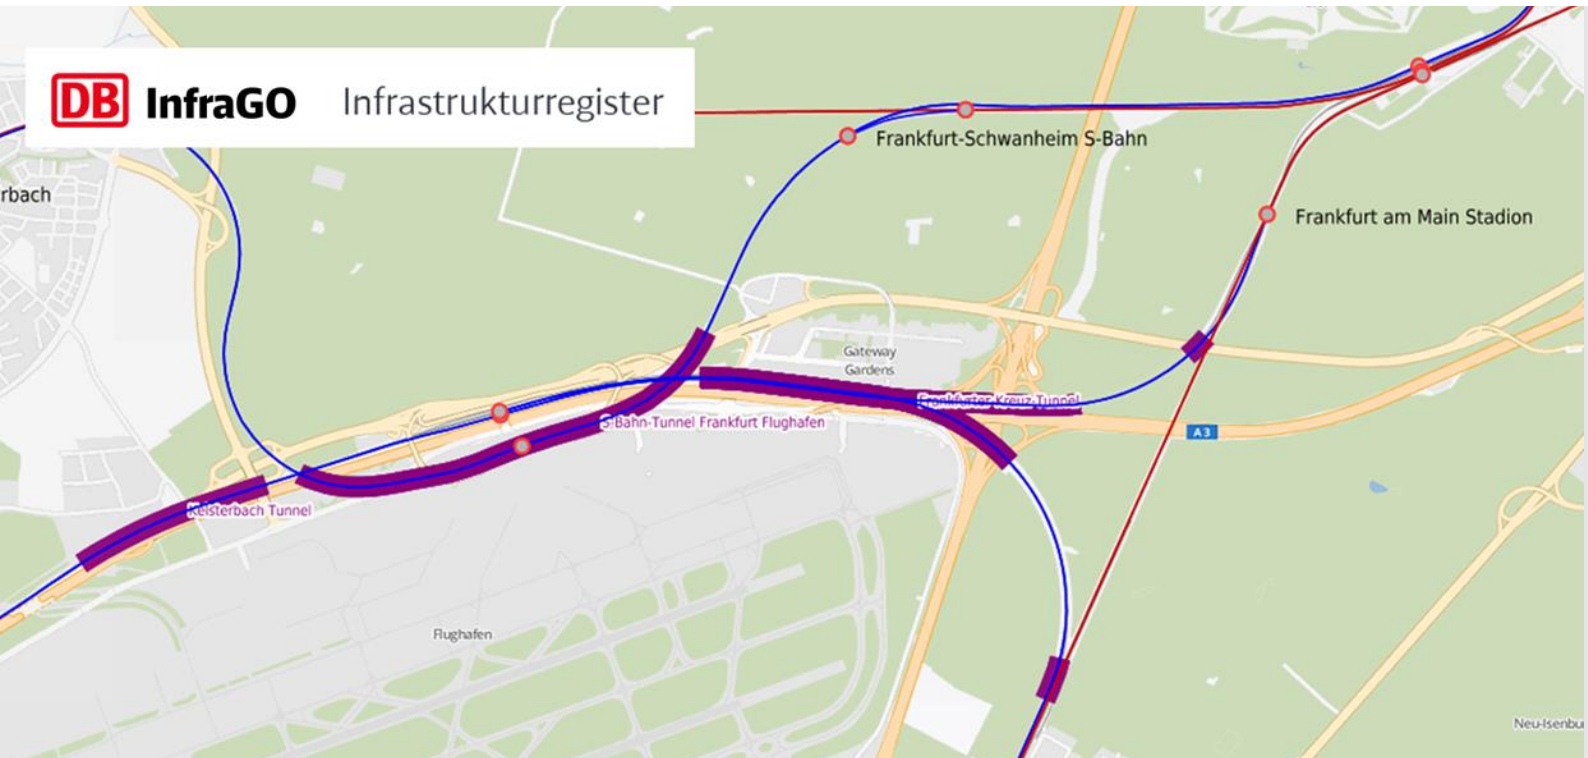 DB InfraGO Infrastrukturregister
Frankfurt-Schwanheim S-Bahn
rbach
Frankfurt am Main Stadion
Gateway
Gardens
Frankfurter Kreuz-Tunnel
S-Bahn-Tunnel Frankfurt Flughafen
A3
Kelsterbach Tunnel
Flughafen
Neu-Isenbu